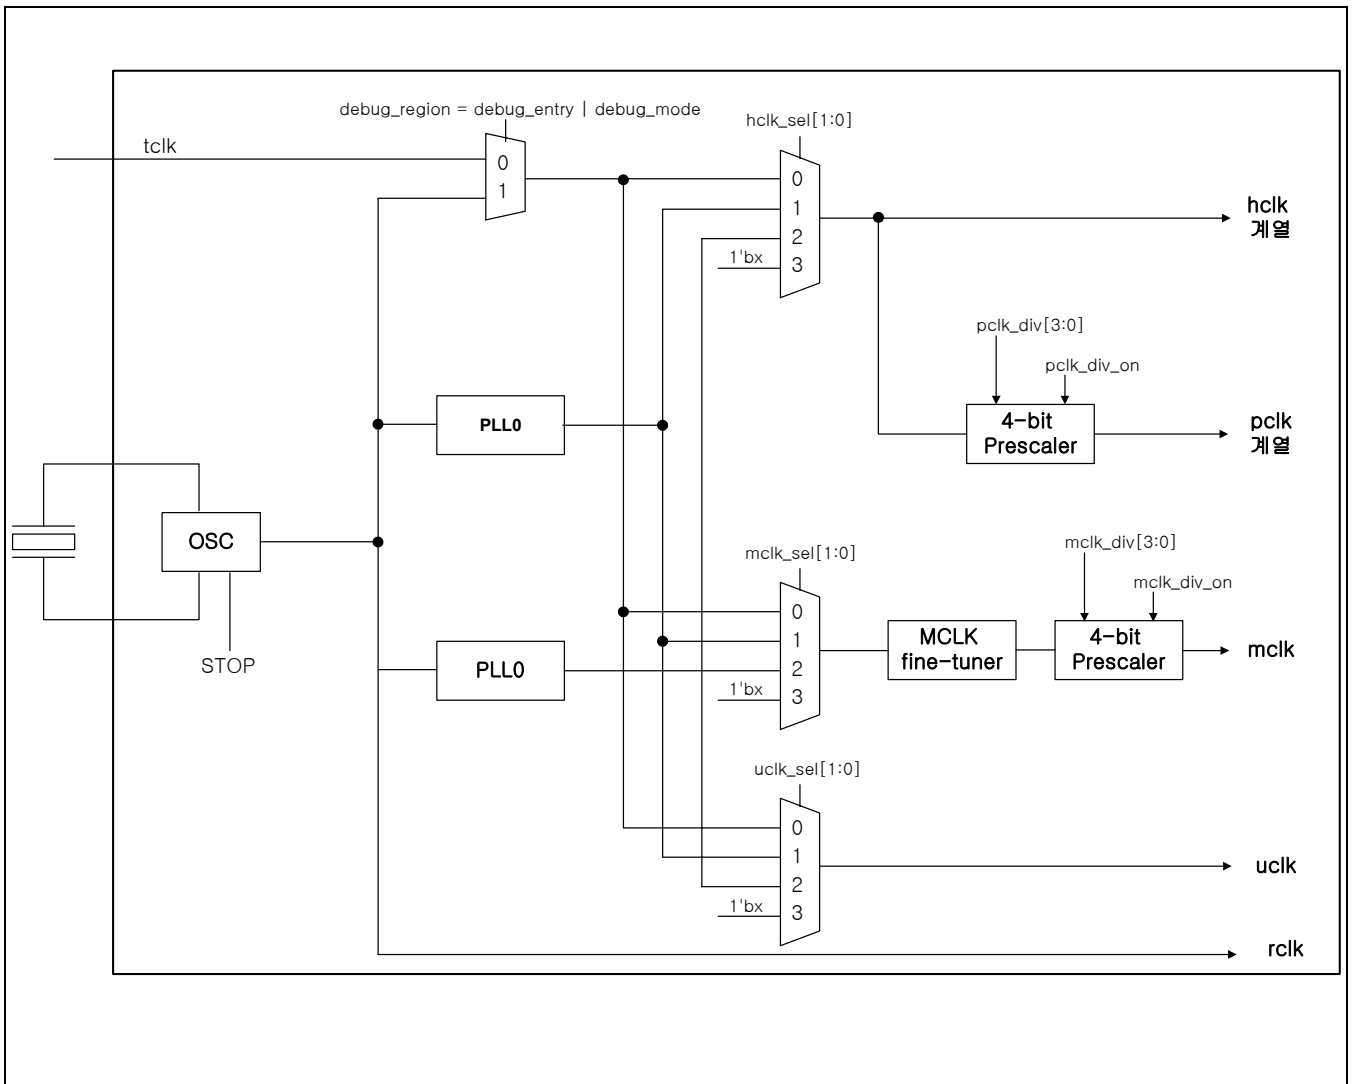 debug_region = debug_entry | debug_mode
hclk_sel[1:0]
tclk
0
1
0
1
2
1'bx
3
hclk
계열
pclk_div[3:0]
pclk_div_on
PLL0
4-bit
Prescaler
pclk
계열
OSC
STOP
mclk_sel[1:0]
mclk_div[3:0]
mclk_div_on
0
1
2
1'bx
3
PLL0
MCLK
fine-tuner
4-bit
Prescaler
mclk
uclk_sel[1:0]
0
1
2
1'bx
3
uclk
rclk